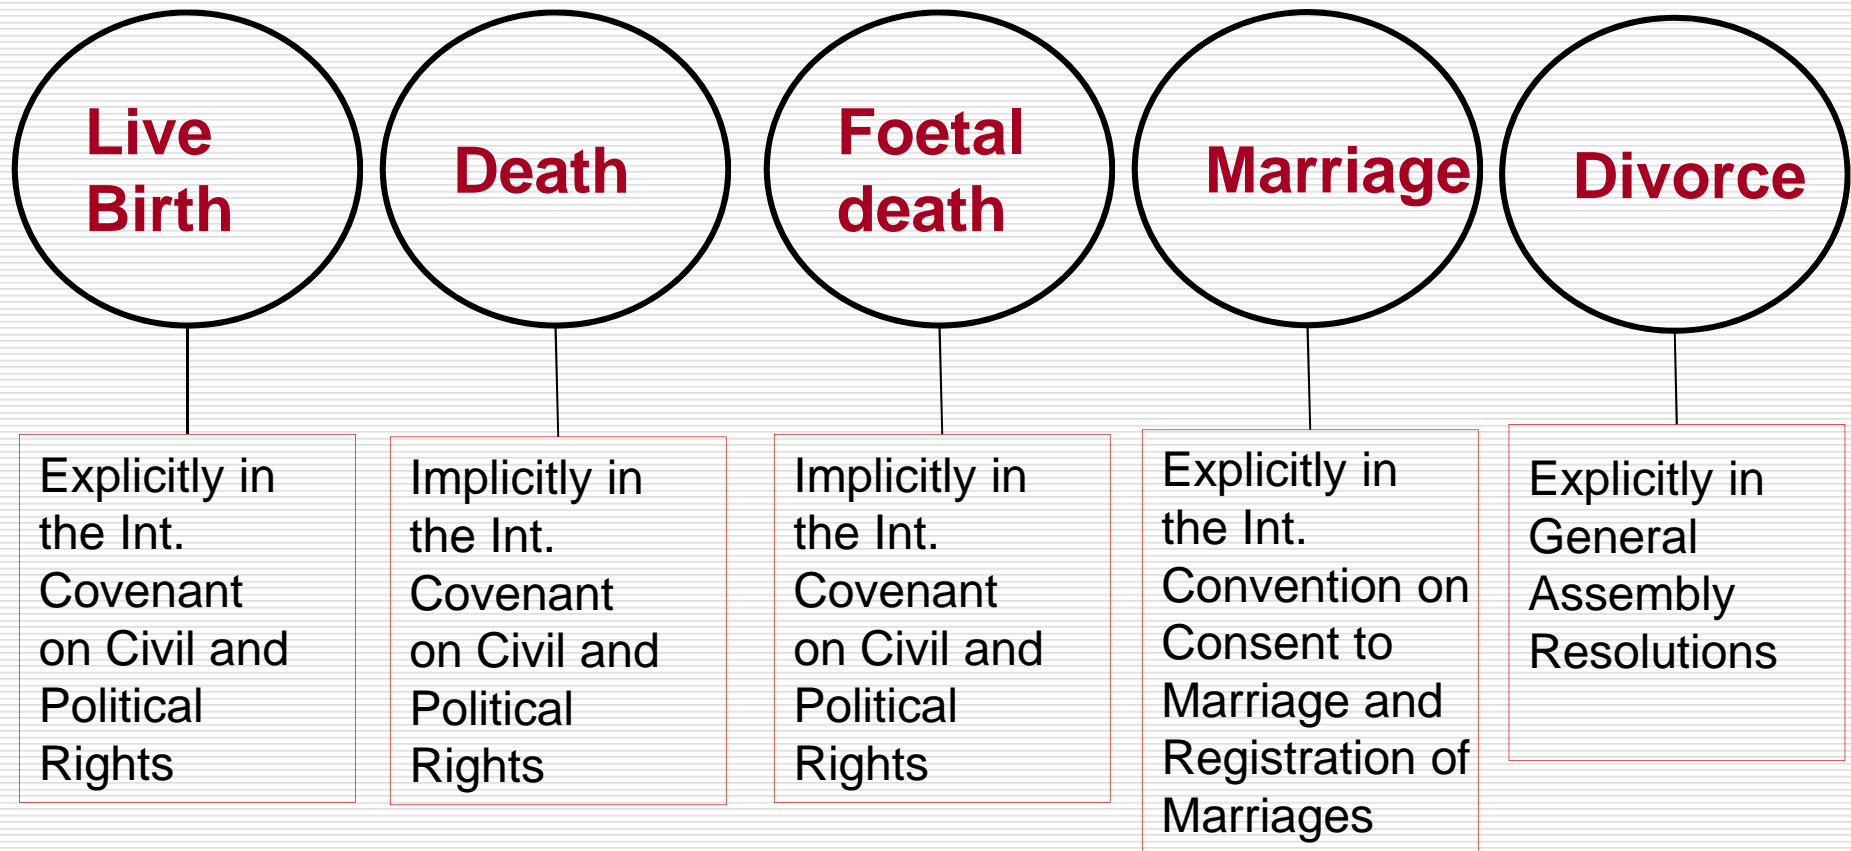 Live
Birth
Death
Foetal
death
Marriage
Divorce
Explicitly in
the Int.
Covenant
on Civil and
Political
Rights
Implicitly in
the Int.
Covenant
on Civil and
Political
Rights
Implicitly in
the Int.
Covenant
on Civil and
Political
Rights
Explicitly in
the Int.
Convention on
Consent to
Marriage and
Registration of
Marriages
Explicitly in
General
Assembly
Resolutions